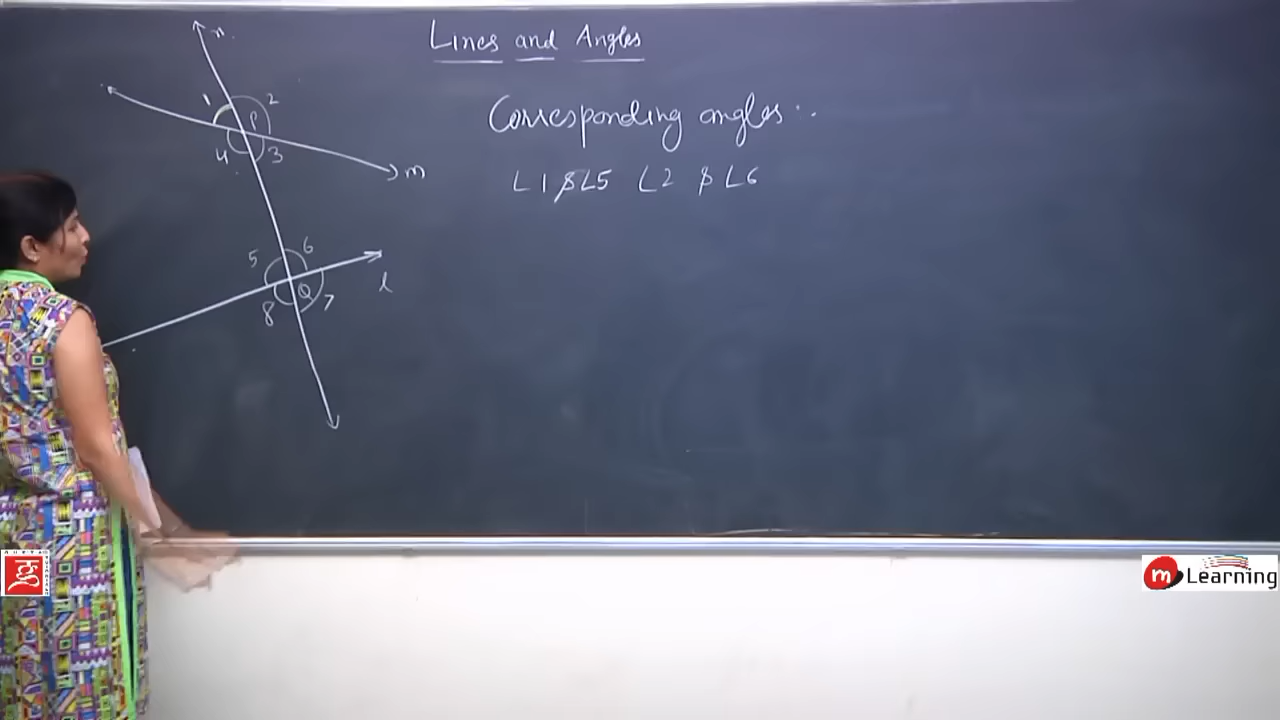 Lines and Angles
Corresponding angles :.
∠1 & ∠5 ∠2 & ∠6
n
1 2
P
4 3
m
5 6
Q
8 7
l
m Learning